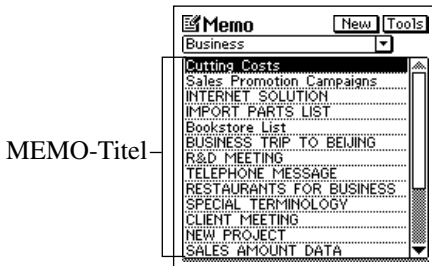 Memo New Tools
Business
Cutting Costs
Sales Promotion Campaigns
INTERNET SOLUTION
IMPORT PARTS LIST
Bookstore List
BUSINESS TRIP TO BEIJING
R&D MEETING
TELEPHONE MESSAGE
RESTAURANTS FOR BUSINESS
SPECIAL TERMINOLOGY
CLIENT MEETING
NEW PROJECT
SALES AMOUNT DATA
MEMO-Titel